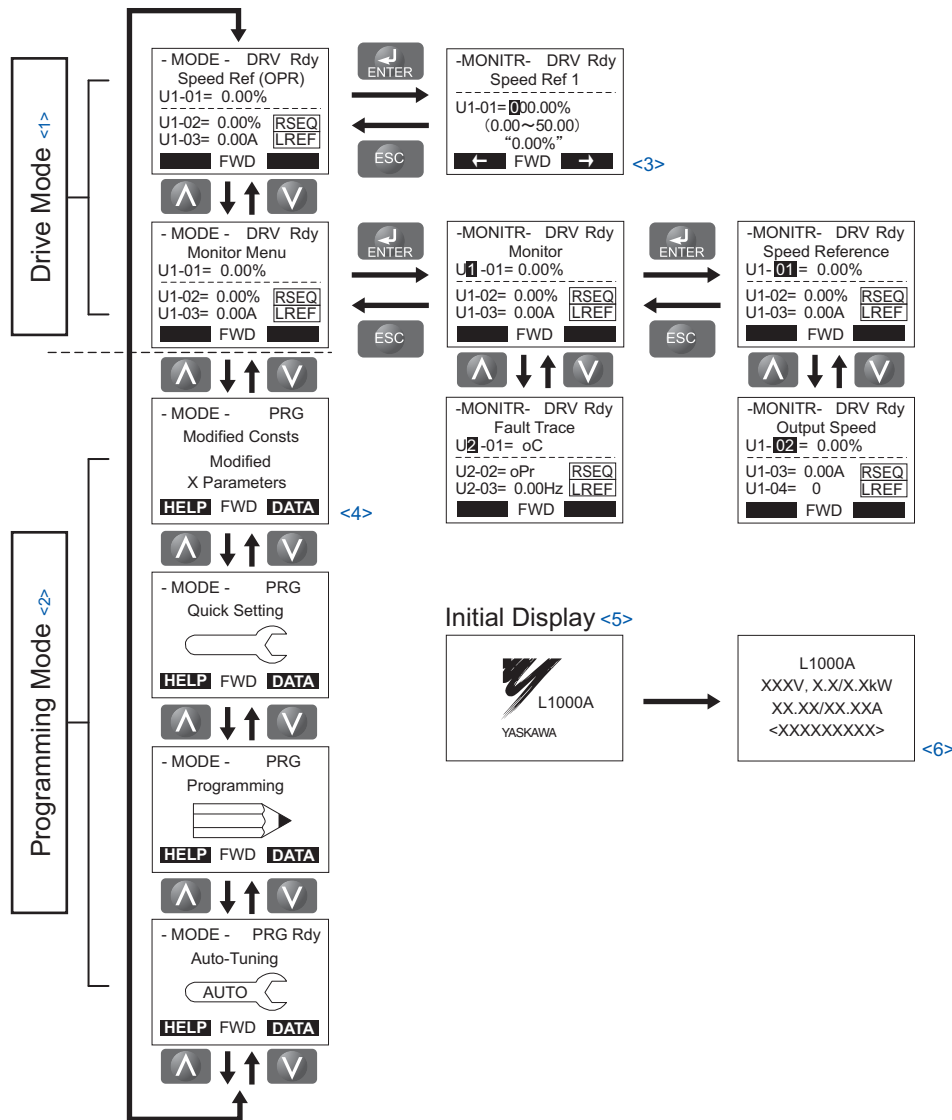 Drive Mode <1>
- MODE - DRV Rdy
Speed Ref (OPR)
U1-01= 0.00%
U1-02= 0.00% RSEQ
U1-03= 0.00A LREF
FWD
ENTER
ESC
-MONITR- DRV Rdy
Speed Ref 1
U1-01= 000.00%
(0.00~50.00)
“0.00%”
← FWD →
<3>
- MODE - DRV Rdy
Monitor Menu
U1-01= 0.00%
U1-02= 0.00% RSEQ
U1-03= 0.00A LREF
FWD
ENTER
ESC
-MONITR- DRV Rdy
Monitor
U1 -01= 0.00%
U1-02= 0.00% RSEQ
U1-03= 0.00A LREF
FWD
ENTER
ESC
-MONITR- DRV Rdy
Speed Reference
U1- 01 = 0.00%
U1-02= 0.00% RSEQ
U1-03= 0.00A LREF
FWD
-MONITR- DRV Rdy
Fault Trace
U2 -01= oC
U2-02= oPr RSEQ
U2-03= 0.00Hz LREF
FWD
-MONITR- DRV Rdy
Output Speed
U1- 02 = 0.00%
U1-03= 0.00A RSEQ
U1-04= 0 LREF
FWD
Programming Mode <2>
- MODE - PRG
Modified Consts
Modified
X Parameters
HELP FWD DATA
<4>
- MODE - PRG
Quick Setting
HELP FWD DATA
- MODE - PRG
Programming
HELP FWD DATA
- MODE - PRG Rdy
Auto-Tuning
AUTO
HELP FWD DATA
Initial Display <5>
L1000A
YASKAWA
L1000A
XXXV, X.X/X.XkW
XX.XX/XX.XXA
<XXXXXXXXX>
<6>